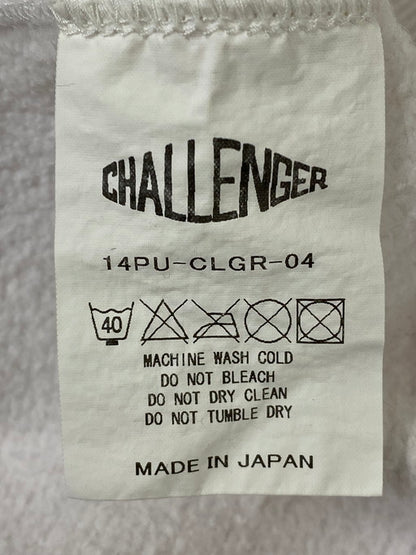 CHALLENGER
14PU-CLGR-04
40
MACHINE WASH COLD
DO NOT BLEACH
DO NOT DRY CLEAN
DO NOT TUMBLE DRY
MADE IN JAPAN